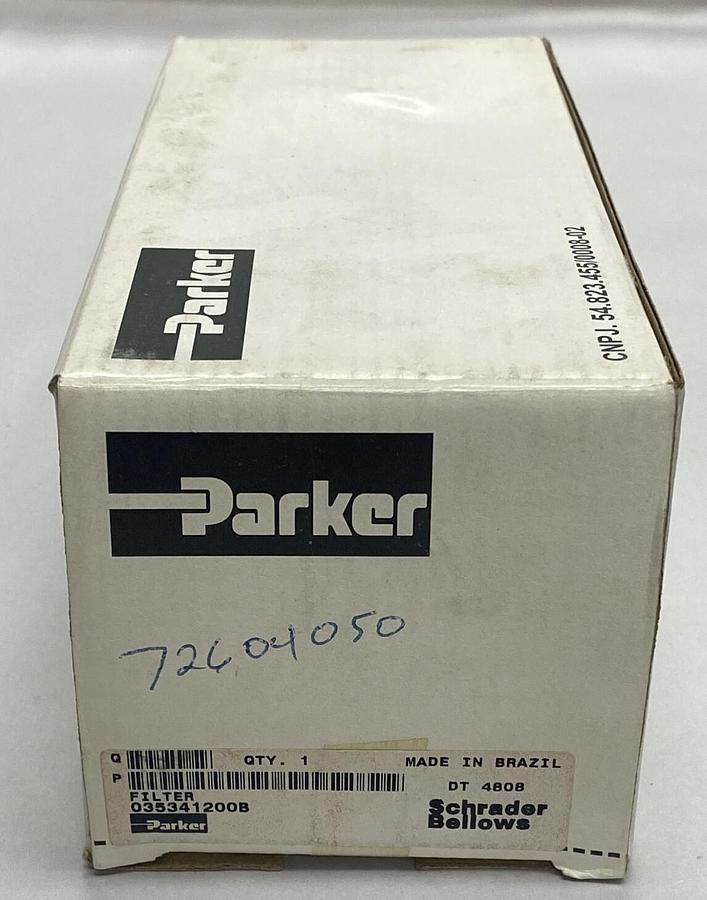 Parker
CNPJ. 54.823.455/0008-02
Parker
72604050
Q QTY. 1 MADE IN BRAZIL
P DT 4808
FILTER
035341200B
Parker
Schrader
Bellows